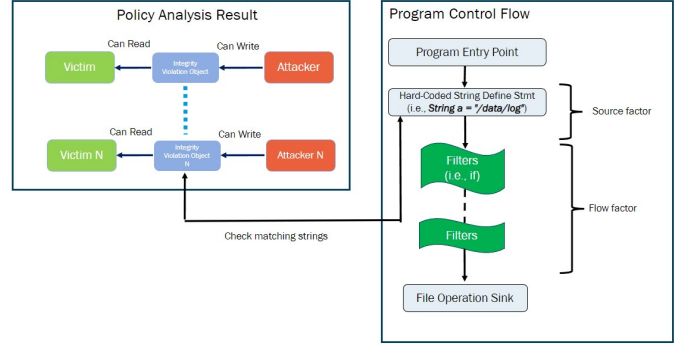 Policy Analysis Result
Can Read
Can Write
Victim
Integrity
Violation Object
Attacker
Can Read
Can Write
Victim N
Integrity
Violation Object
N
Attacker N
Check matching strings
Program Control Flow
Program Entry Point
Hard-Coded String Define Stmt
(i.e., String a = "/data/log")
Source factor
Filters
(i.e., if)
Flow factor
Filters
File Operation Sink